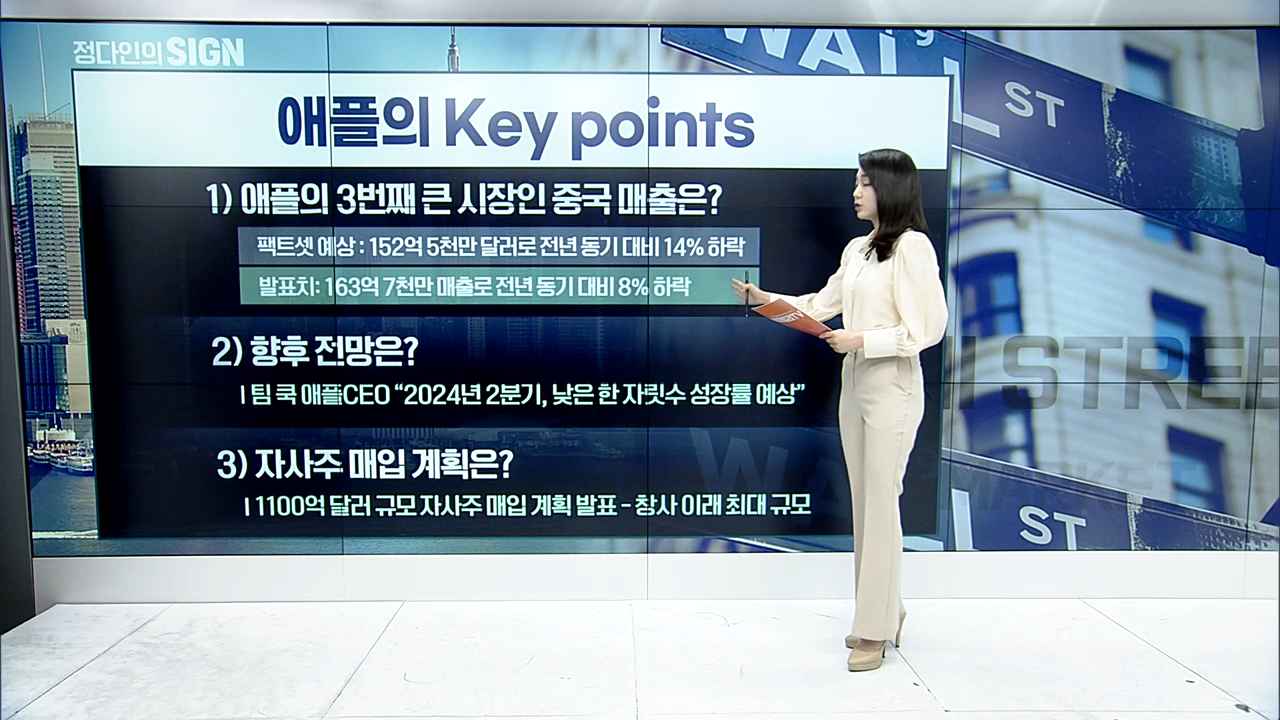 정다인의 SIGN
WALL ST
애플의 Key points
1) 애플의 3번째 큰 시장인 중국 매출은?
팩트셋 예상 : 152억 5천만 달러로 전년 동기 대비 14% 하락
발표치: 163억 7천만 매출로 전년 동기 대비 8% 하락
2) 향후 전망은?
| 팀 쿡 애플CEO “2024년 2분기, 낮은 한 자릿수 성장률 예상”
3) 자사주 매입 계획은?
| 1100억 달러 규모 자사주 매입 계획 발표 - 창사 이래 최대 규모
ST